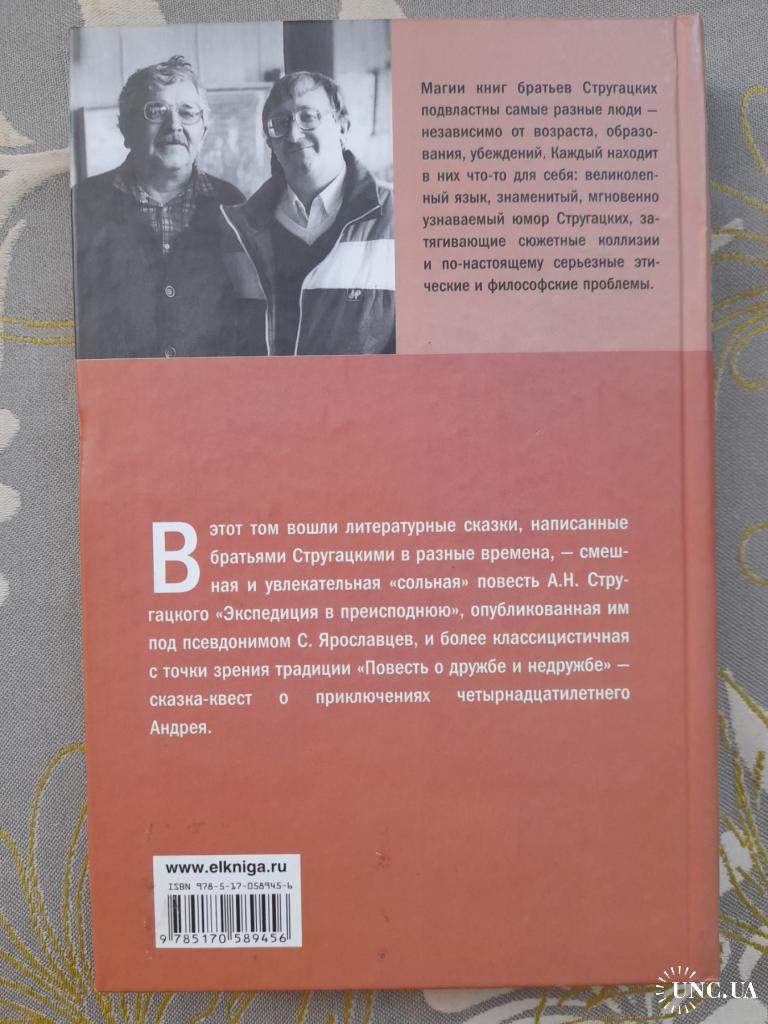 Магии книг братьев Стругацких
подвластны самые разные люди –
независимо от возраста, образо-
вания, убеждений. Каждый находит
в них что-то для себя: великолеп-
ный язык, знаменитый, мгновенно
узнаваемый юмор Стругацких, за-
тягивающие сюжетные коллизии
и по-настоящему серьезные эти-
ческие и философские проблемы.
В этот том вошли литературные сказки, написанные
братьями Стругацкими в разные времена, – смеш-
ная и увлекательная «сольная» повесть А.Н. Стру-
гацкого «Экспедиция в преисподнюю», опубликованная им
под псевдонимом С. Ярославцев, и более классицистичная
с точки зрения традиции «Повесть о дружбе и недружбе» –
сказка-квест о приключениях четырнадцатилетнего
Андрея.
www.elkniga.ru
ISBN 978-5-17-058945-6
9 785170 589456
UNC.UA